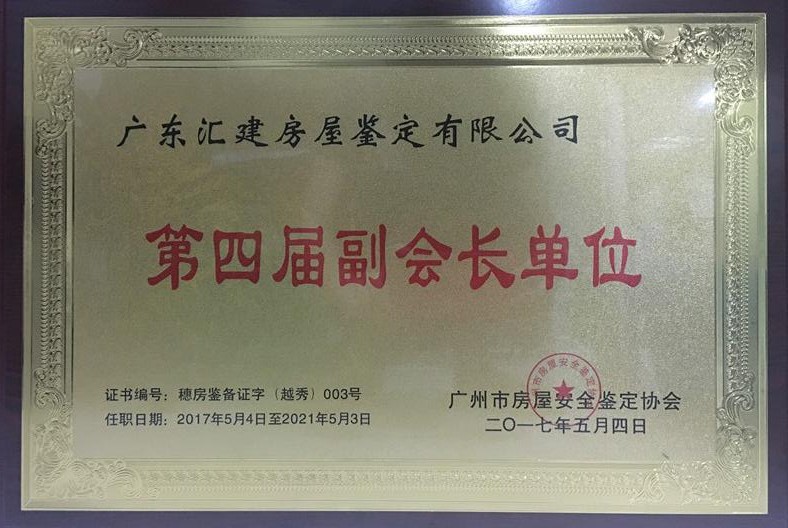 广东汇建房屋鉴定有限公司
第四届副会长单位
证书编号：穗房鉴备证字（越秀）003号
任职日期：2017年5月4日至2021年5月3日
广州市房屋安全鉴定协会
二〇一七年五月四日